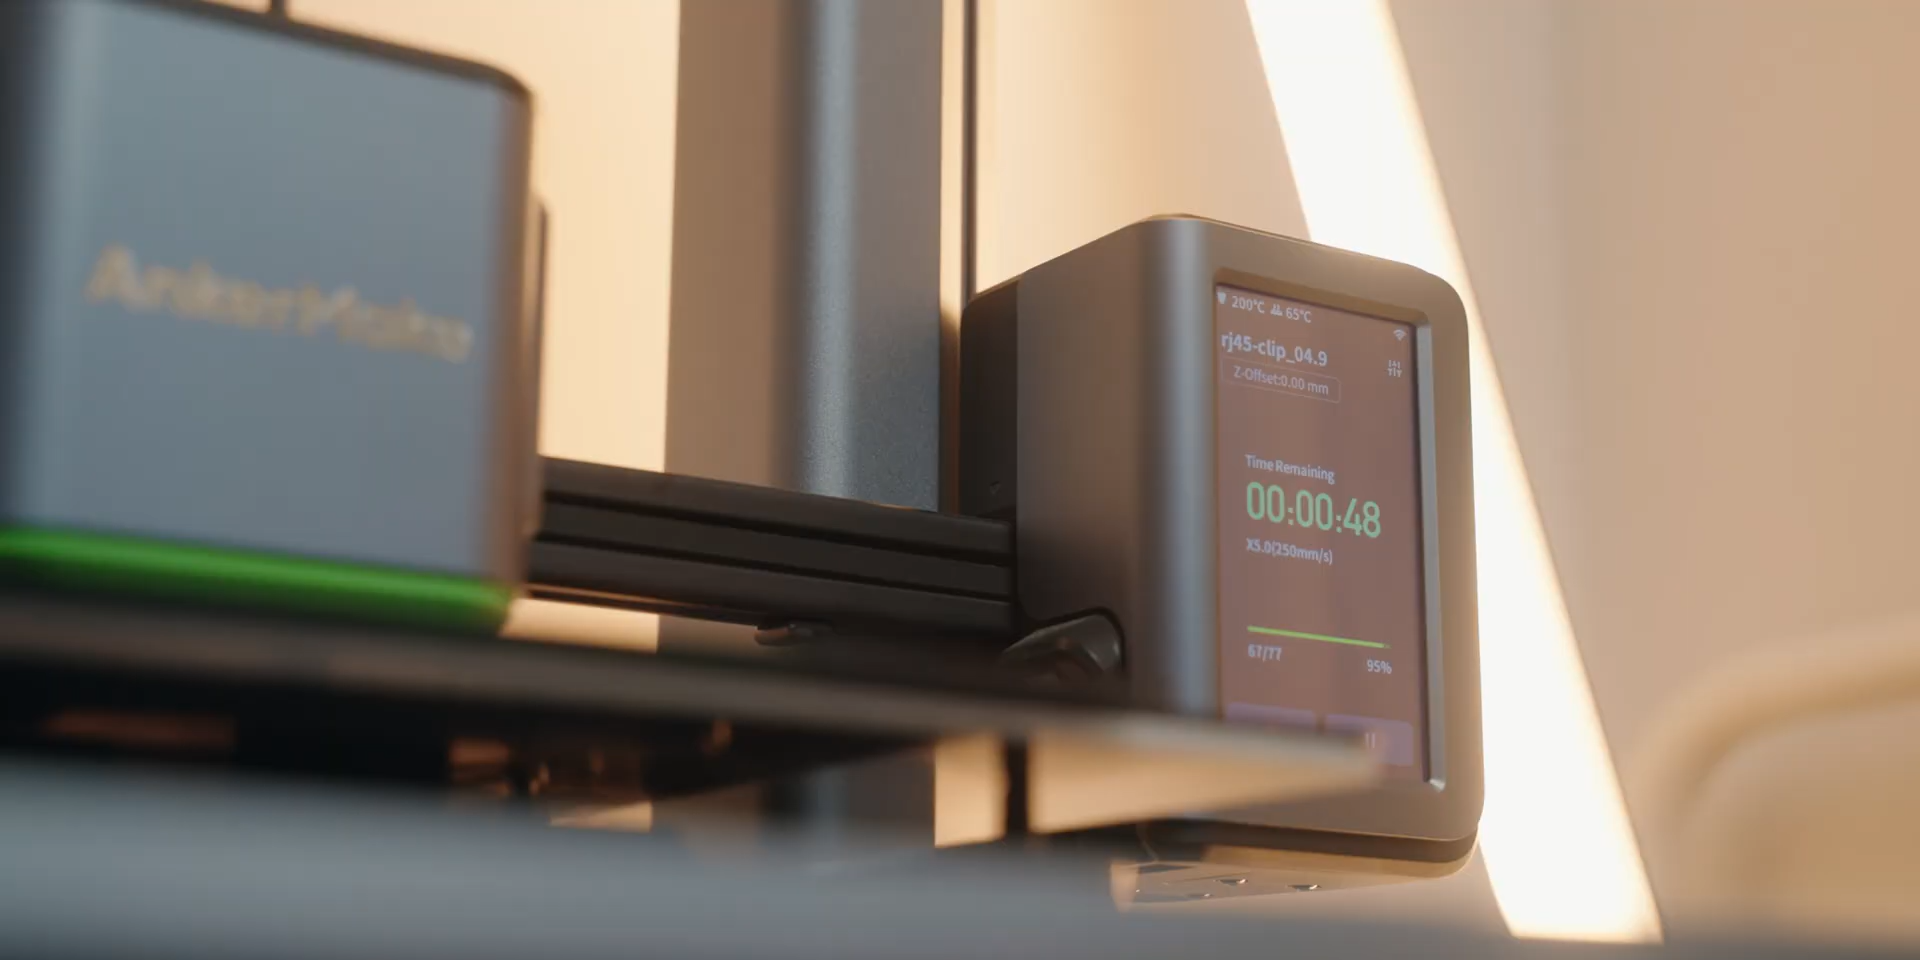 AnkerMake
200°C 65°C
rj45-clip_04.9
Z-Offset:0.00 mm
Time Remaining
00:00:48
X5.0(250mm/s)
67/77
95%